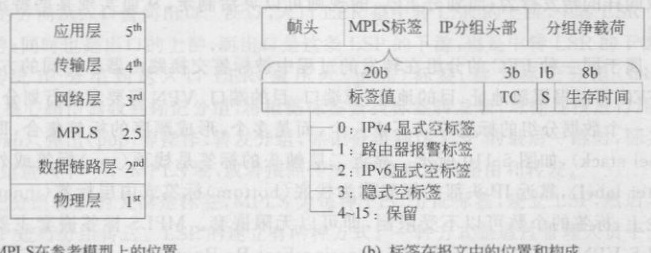 应用层 5th
传输层 4th
网络层 3rd
MPLS 2.5
数据链路层 2nd
物理层 1st
MPLS在参考模型上的位置
帧头 MPLS标签 IP分组头部 分组净载荷
20b 3b 1b 8b
标签值 TC S 生存时间
0：IPv4 显式空标签
1：路由器报警标签
2：IPv6显式空标签
3：隐式空标签
4~15：保留
(b) 标签在报文中的位置和构成